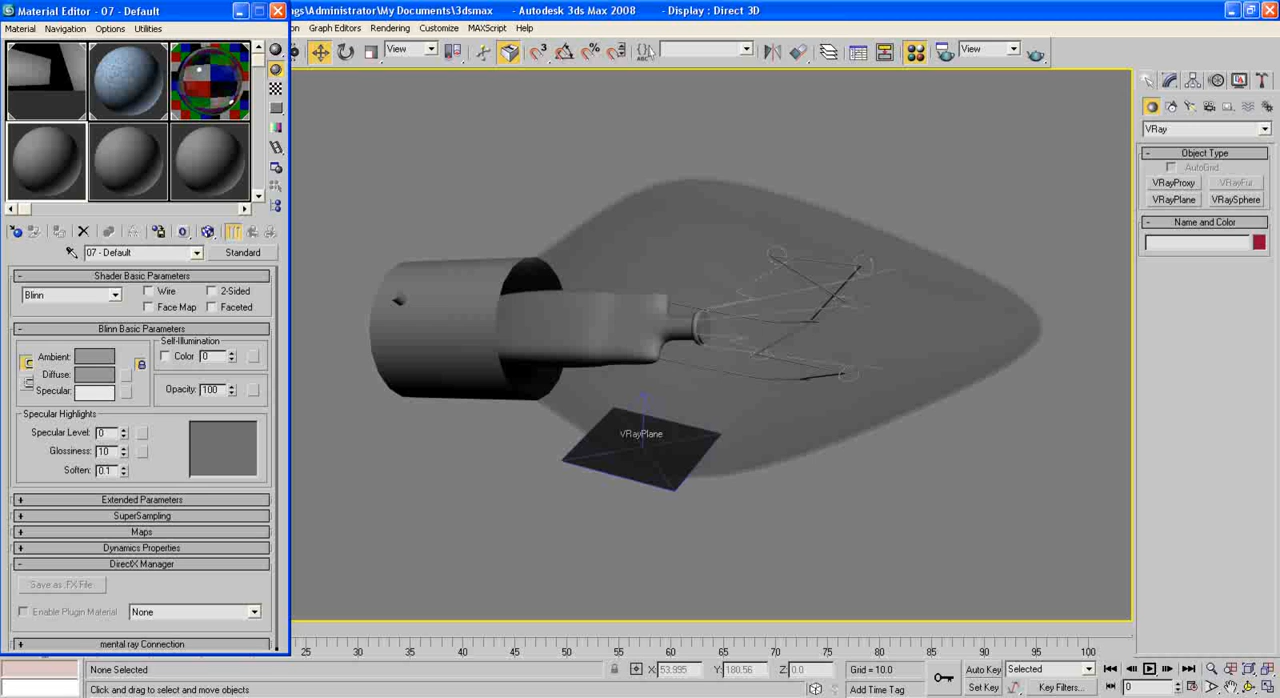 Material Editor - 07 - Default
ngs\Administrator\My Documents\3dsmax - Autodesk 3ds Max 2008 - Display : Direct 3D
Material Navigation Options Utilities
Graph Editors Rendering Customize MAXScript Help
View
View
VRay
- Object Type
AutoGrid
VRayProxy VRayFur
VRayPlane VRaySphere
- Name and Color
07 - Default Standard
- Shader Basic Parameters
Blinn Wire 2-Sided
Face Map Faceted
- Blinn Basic Parameters
Self-Illumination
Ambient: Color 0
Diffuse:
Specular: Opacity: 100
Specular Highlights
Specular Level: 0
Glossiness: 10
Soften: 0.1
VRayPlane
+ Extended Parameters
+ SuperSampling
+ Maps
+ Dynamics Properties
- DirectX Manager
Save as .FX File
Enable Plugin Material None
mental ray Connection
25 30 35 40 45 50 55 60 65 70 75 80 85 90 95 100
None Selected X: 53.995 Y: 180.56 Z: 0.0 Grid = 10.0 Auto Key Selected
Click and drag to select and move objects Add Time Tag Set Key Key Filters... 0